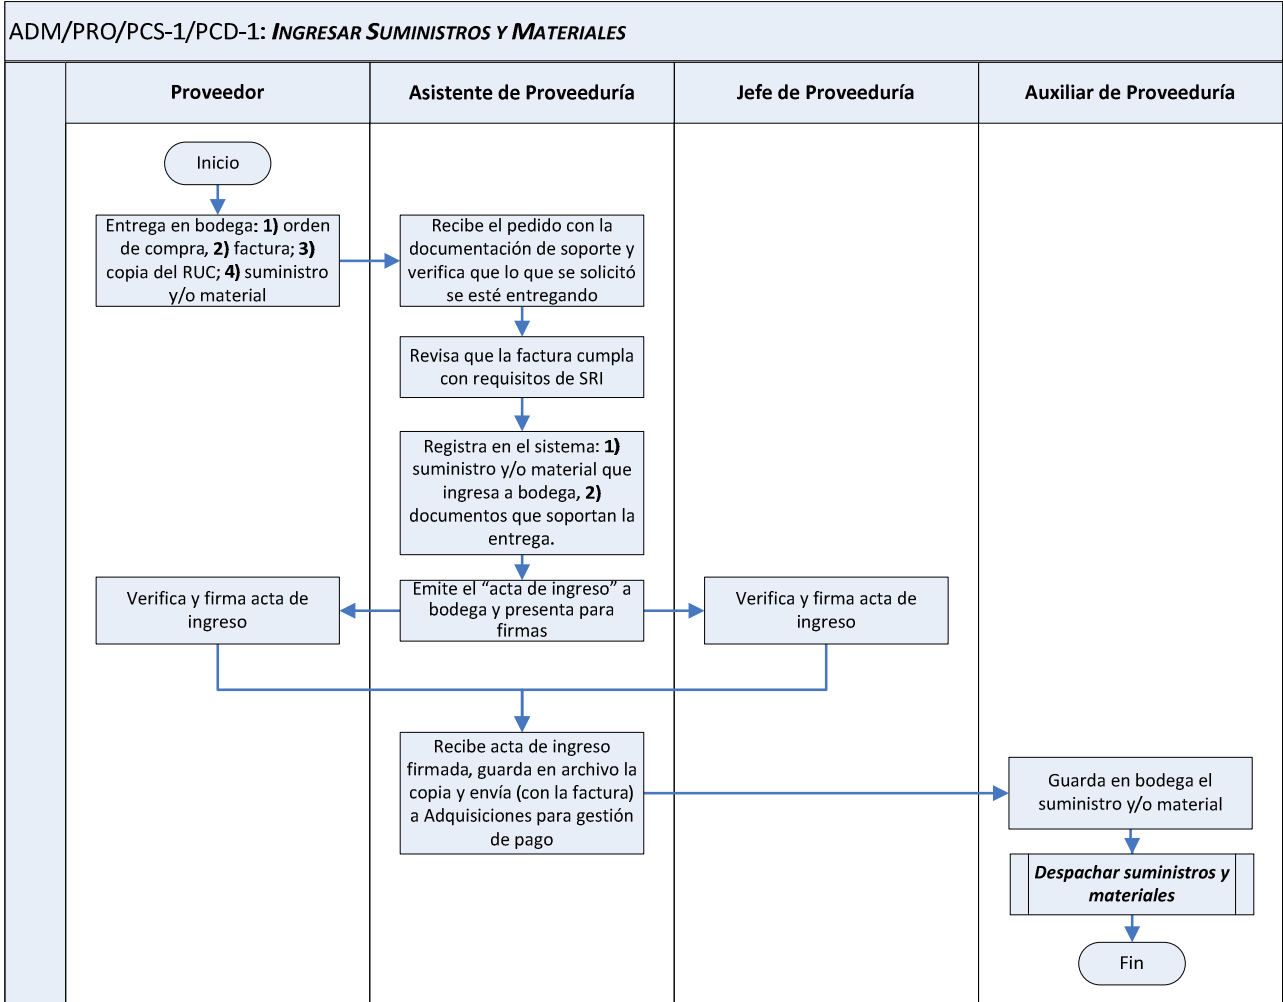 ADM/PRO/PCS-1/PCD-1: INGRESAR SUMINISTROS Y MATERIALES
Proveedor
Asistente de Proveeduría
Jefe de Proveeduría
Auxiliar de Proveeduría
Inicio
Entrega en bodega: 1) orden
de compra, 2) factura; 3)
copia del RUC; 4) suministro
y/o material
Recibe el pedido con la
documentación de soporte y
verifica que lo que se solicitó
se esté entregando
Revisa que la factura cumpla
con requisitos de SRI
Registra en el sistema: 1)
suministro y/o material que
ingresa a bodega, 2)
documentos que soportan la
entrega.
Verifica y firma acta de
ingreso
Emite el “acta de ingreso” a
bodega y presenta para
firmas
Verifica y firma acta de
ingreso
Recibe acta de ingreso
firmada, guarda en archivo la
copia y envía (con la factura)
a Adquisiciones para gestión
de pago
Guarda en bodega el
suministro y/o material
Despachar suministros y
materiales
Fin